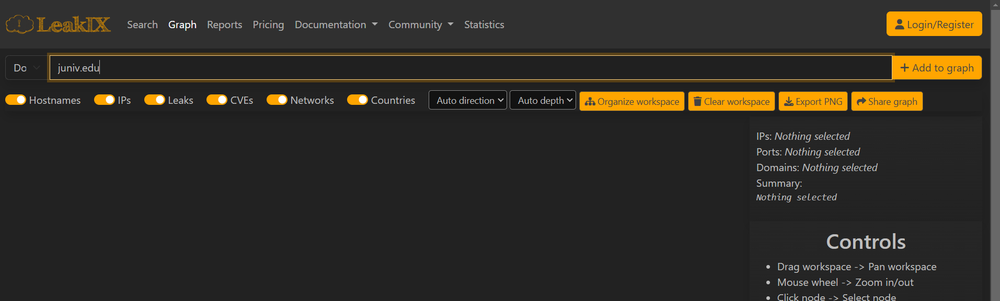 LeakIX Search Graph Reports Pricing Documentation Community Statistics Login/Register
Do juniv.edu Add to graph
Hostnames IPs Leaks CVEs Networks Countries Auto direction Auto depth Organize workspace Clear workspace Export PNG Share graph
IPs: Nothing selected
Ports: Nothing selected
Domains: Nothing selected
Summary:
Nothing selected
Controls
Drag workspace -> Pan workspace
Mouse wheel -> Zoom in/out
Click node -> Select node